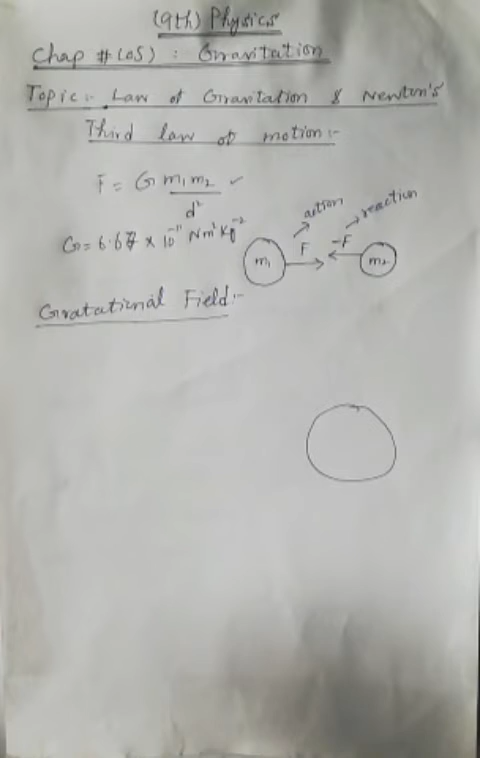 (9th) Physics
Chap # (05) : Gravitation
Topic:- Law of Gravitation & Newton's
Third law of motion:-
F = G m1m2
d²
G = 6.67 × 10⁻¹¹ Nm²Kg⁻²
action
reaction
F
-F
m1
m2
Gratational Field:-